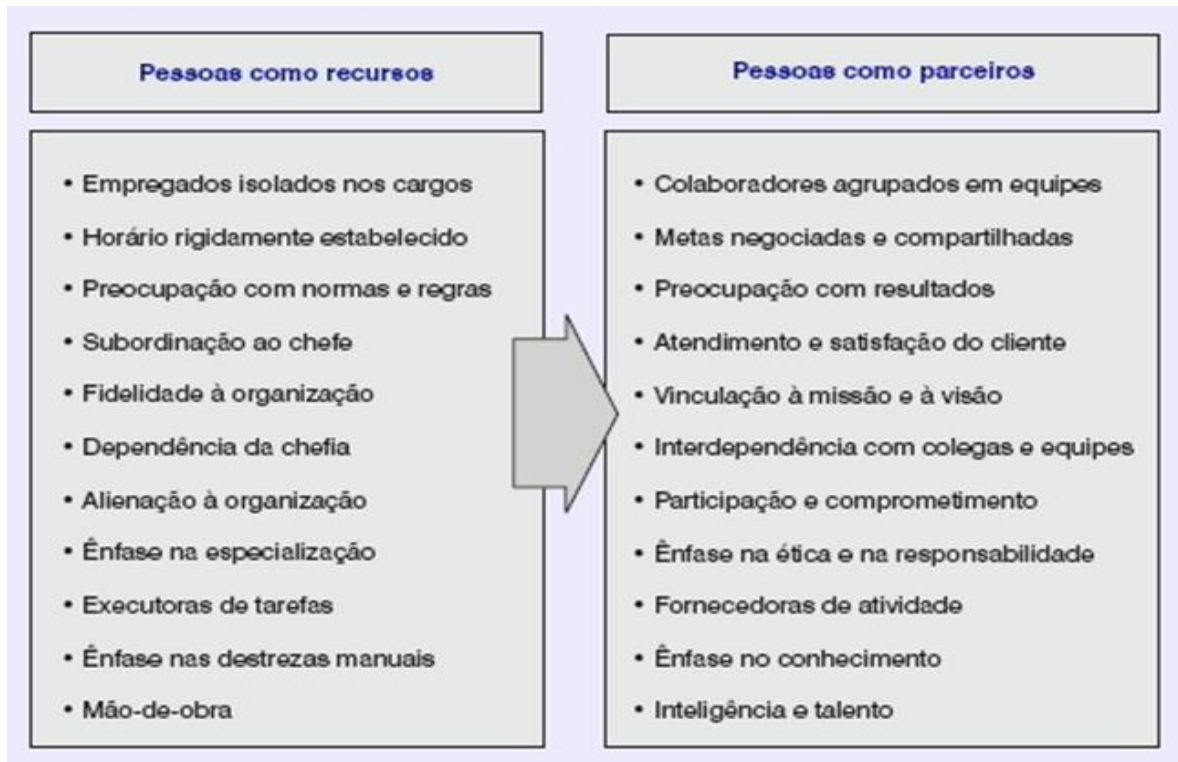 Pessoas como recursos
• Empregados isolados nos cargos
• Horário rigidamente estabelecido
• Preocupação com normas e regras
• Subordinação ao chefe
• Fidelidade à organização
• Dependência da chefia
• Alienação à organização
• Ênfase na especialização
• Executoras de tarefas
• Ênfase nas destrezas manuais
• Mão-de-obra
Pessoas como parceiros
• Colaboradores agrupados em equipes
• Metas negociadas e compartilhadas
• Preocupação com resultados
• Atendimento e satisfação do cliente
• Vinculação à missão e à visão
• Interdependência com colegas e equipes
• Participação e comprometimento
• Ênfase na ética e na responsabilidade
• Fornecedoras de atividade
• Ênfase no conhecimento
• Inteligência e talento